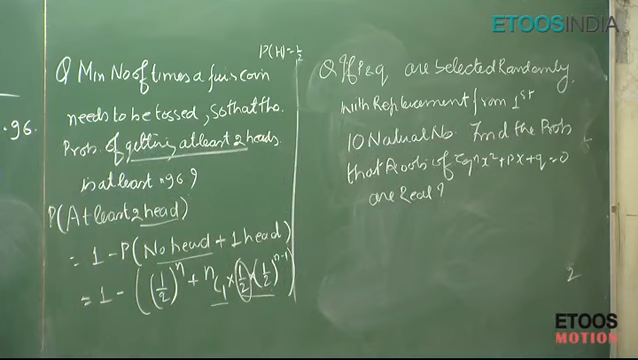 ETOOSINDIA
P(H)=1/2
Q Min No of times a fair coin
needs to be tossed, so that the
.96.
Prob. of getting at least 2 heads
is at least .96?
P(At least 2 head)
= 1 - P(No head + 1 head)
= 1 - ((1/2)^n + nC1 × (1/2) × (1/2)^(n-1))
Q If P & q are selected Randomly
with Replacement from 1st
10 Natural No. Find the Prob
that Roots of Eqn x² + Px + q = 0
are Real?
2
ETOOS
MOTION